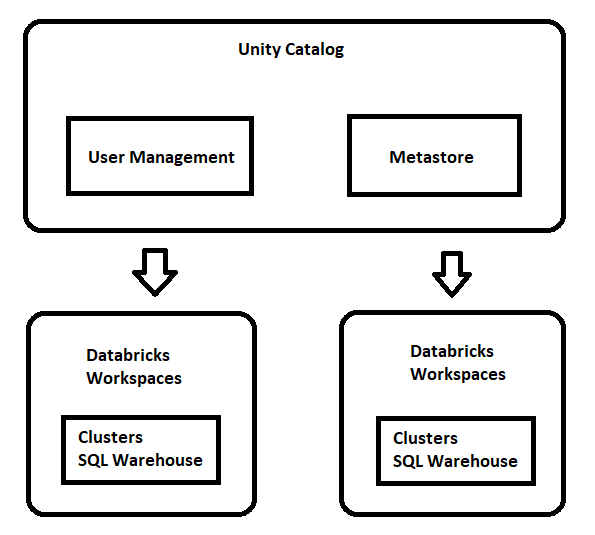 Unity Catalog
User Management
Metastore
Databricks
Workspaces
Clusters
SQL Warehouse
Databricks
Workspaces
Clusters
SQL Warehouse